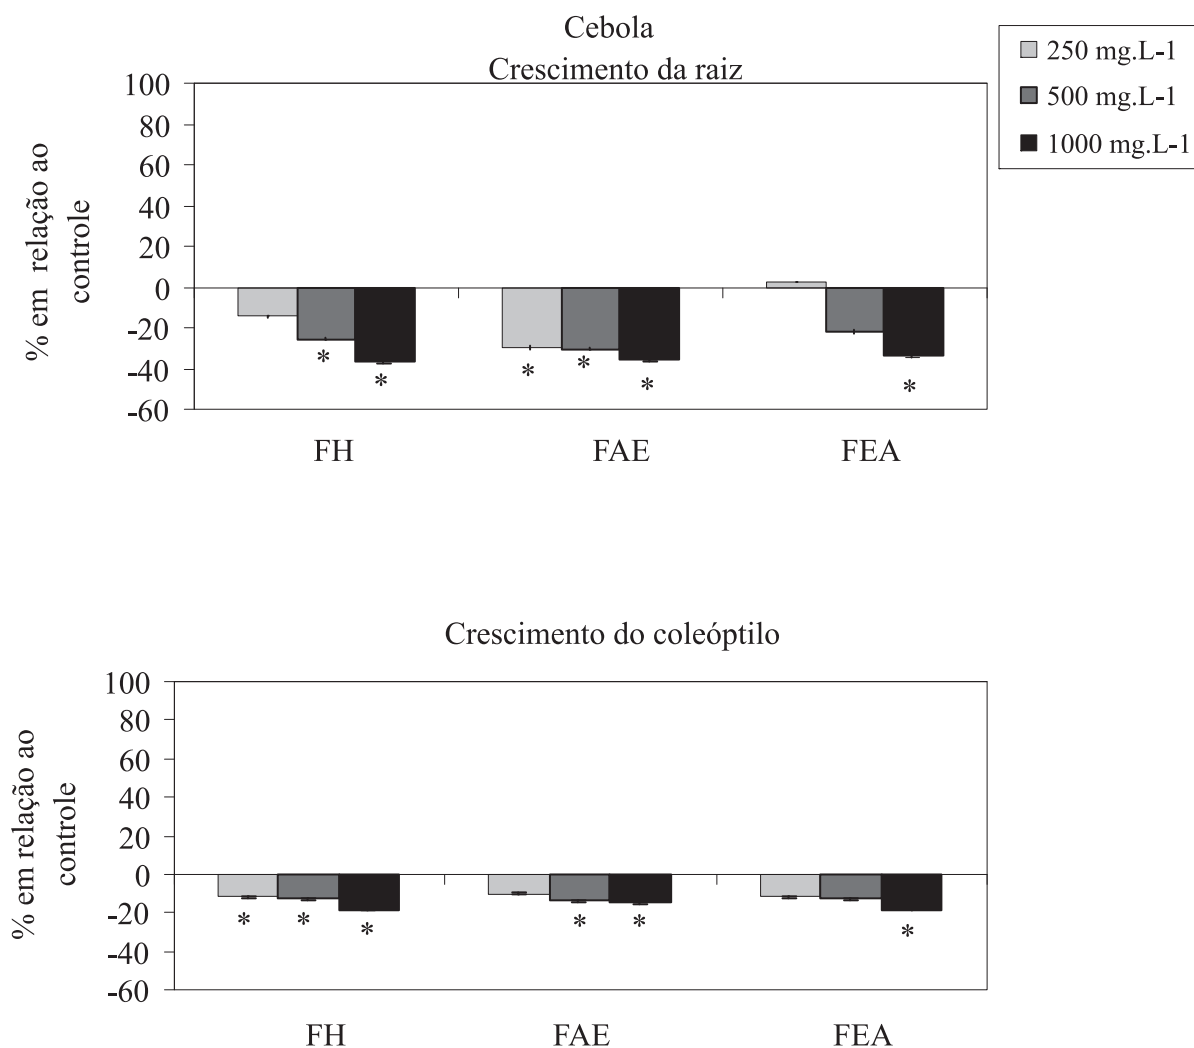 Cebola
Crescimento da raiz
250 mg.L-1
500 mg.L-1
1000 mg.L-1
% em relação ao
controle
100
80
60
40
20
0
-20
-40
-60
*
*
*
*
*
*
FH
FAE
FEA
Crescimento do coleóptilo
% em relação ao
controle
100
80
60
40
20
0
-20
-40
-60
*
*
*
*
*
*
FH
FAE
FEA